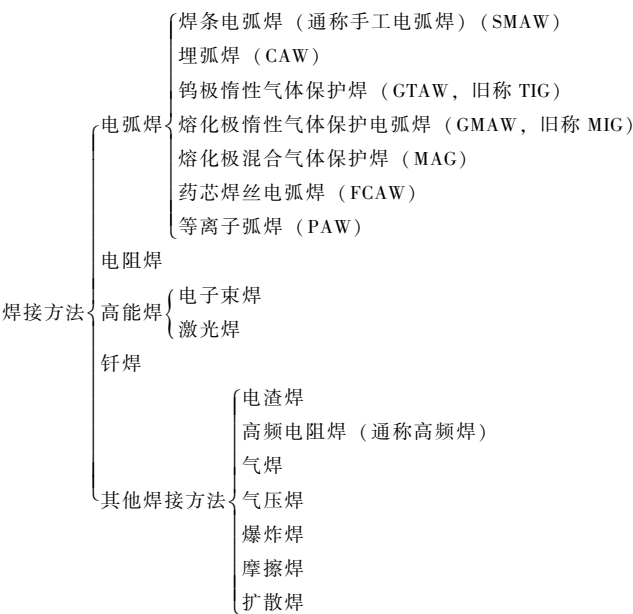 焊条电弧焊（通称手工电弧焊）(SMAW)
埋弧焊（CAW）
钨极惰性气体保护焊（GTAW，旧称 TIG）
电弧焊
熔化极惰性气体保护电弧焊（GMAW，旧称 MIG）
熔化极混合气体保护焊（MAG）
药芯焊丝电弧焊（FCAW）
等离子弧焊（PAW）
电阻焊
焊接方法
高能焊
电子束焊
激光焊
钎焊
电渣焊
高频电阻焊（通称高频焊）
气焊
其他焊接方法
气压焊
爆炸焊
摩擦焊
扩散焊